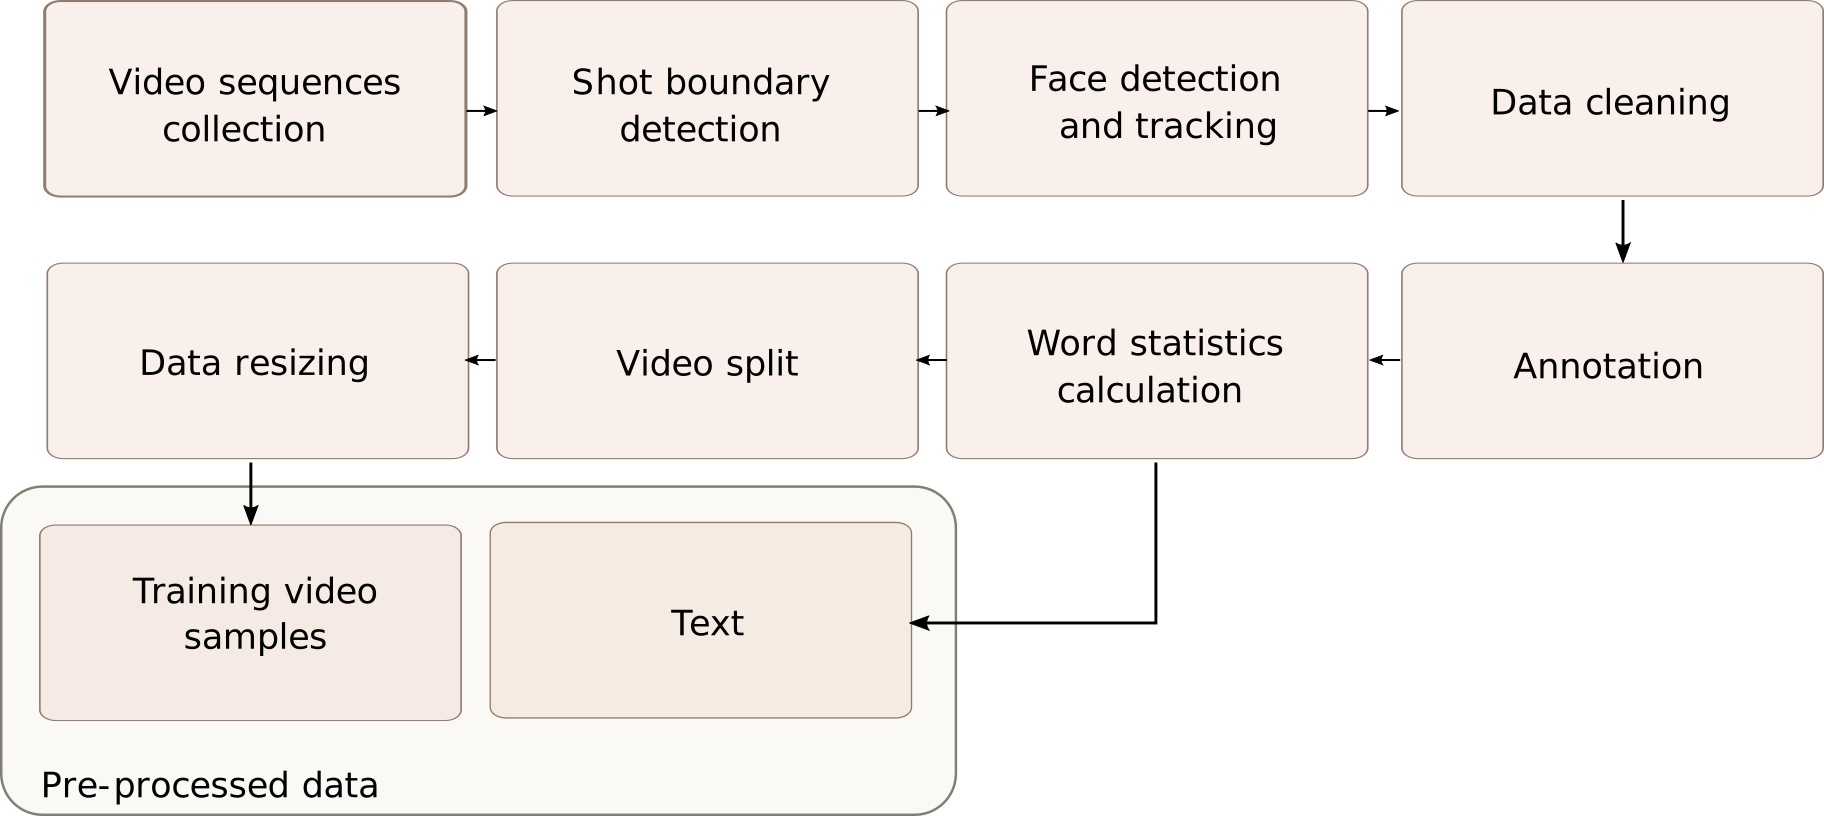 Video sequences
collection
Shot boundary
detection
Face detection
and tracking
Data cleaning
Data resizing
Video split
Word statistics
calculation
Annotation
Training video
samples
Text
Pre-processed data